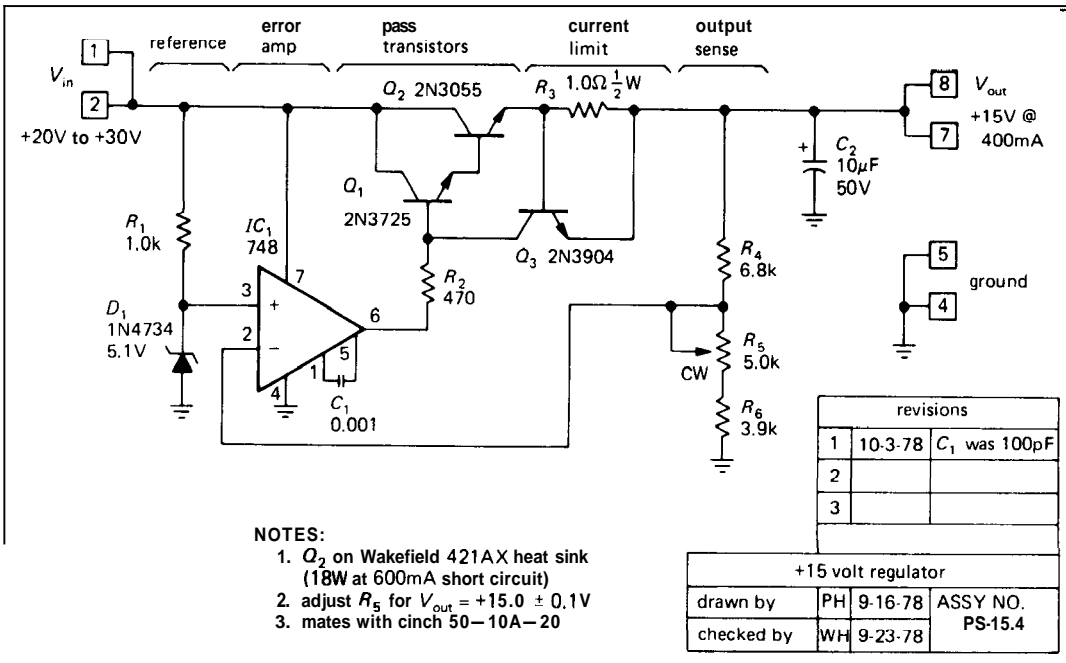 reference
error
amp
pass
transistors
current
limit
output
sense
1
V_in
2
+20V to +30V
Q₂ 2N3055
R₃ 1.0Ω ½W
8
V_out
7
+15V @
400mA
+
C₂
10μF
50V
Q₁
2N3725
R₁
1.0k
IC₁
748
7
Q₃ 2N3904
R₂
470
R₄
6.8k
5
ground
4
3
+
6
2
−
D₁
1N4734
5.1V
5
1
4
C₁
0.001
CW
R₅
5.0k
R₆
3.9k
revisions
1 10-3-78 C₁ was 100pF
2
3
NOTES:
1. Q₂ on Wakefield 421AX heat sink
(18W at 600mA short circuit)
2. adjust R₅ for V_out = +15.0 ± 0.1V
3. mates with cinch 50–10A–20
+15 volt regulator
drawn by PH 9-16-78 ASSY NO.
PS-15.4
checked by WH 9-23-78